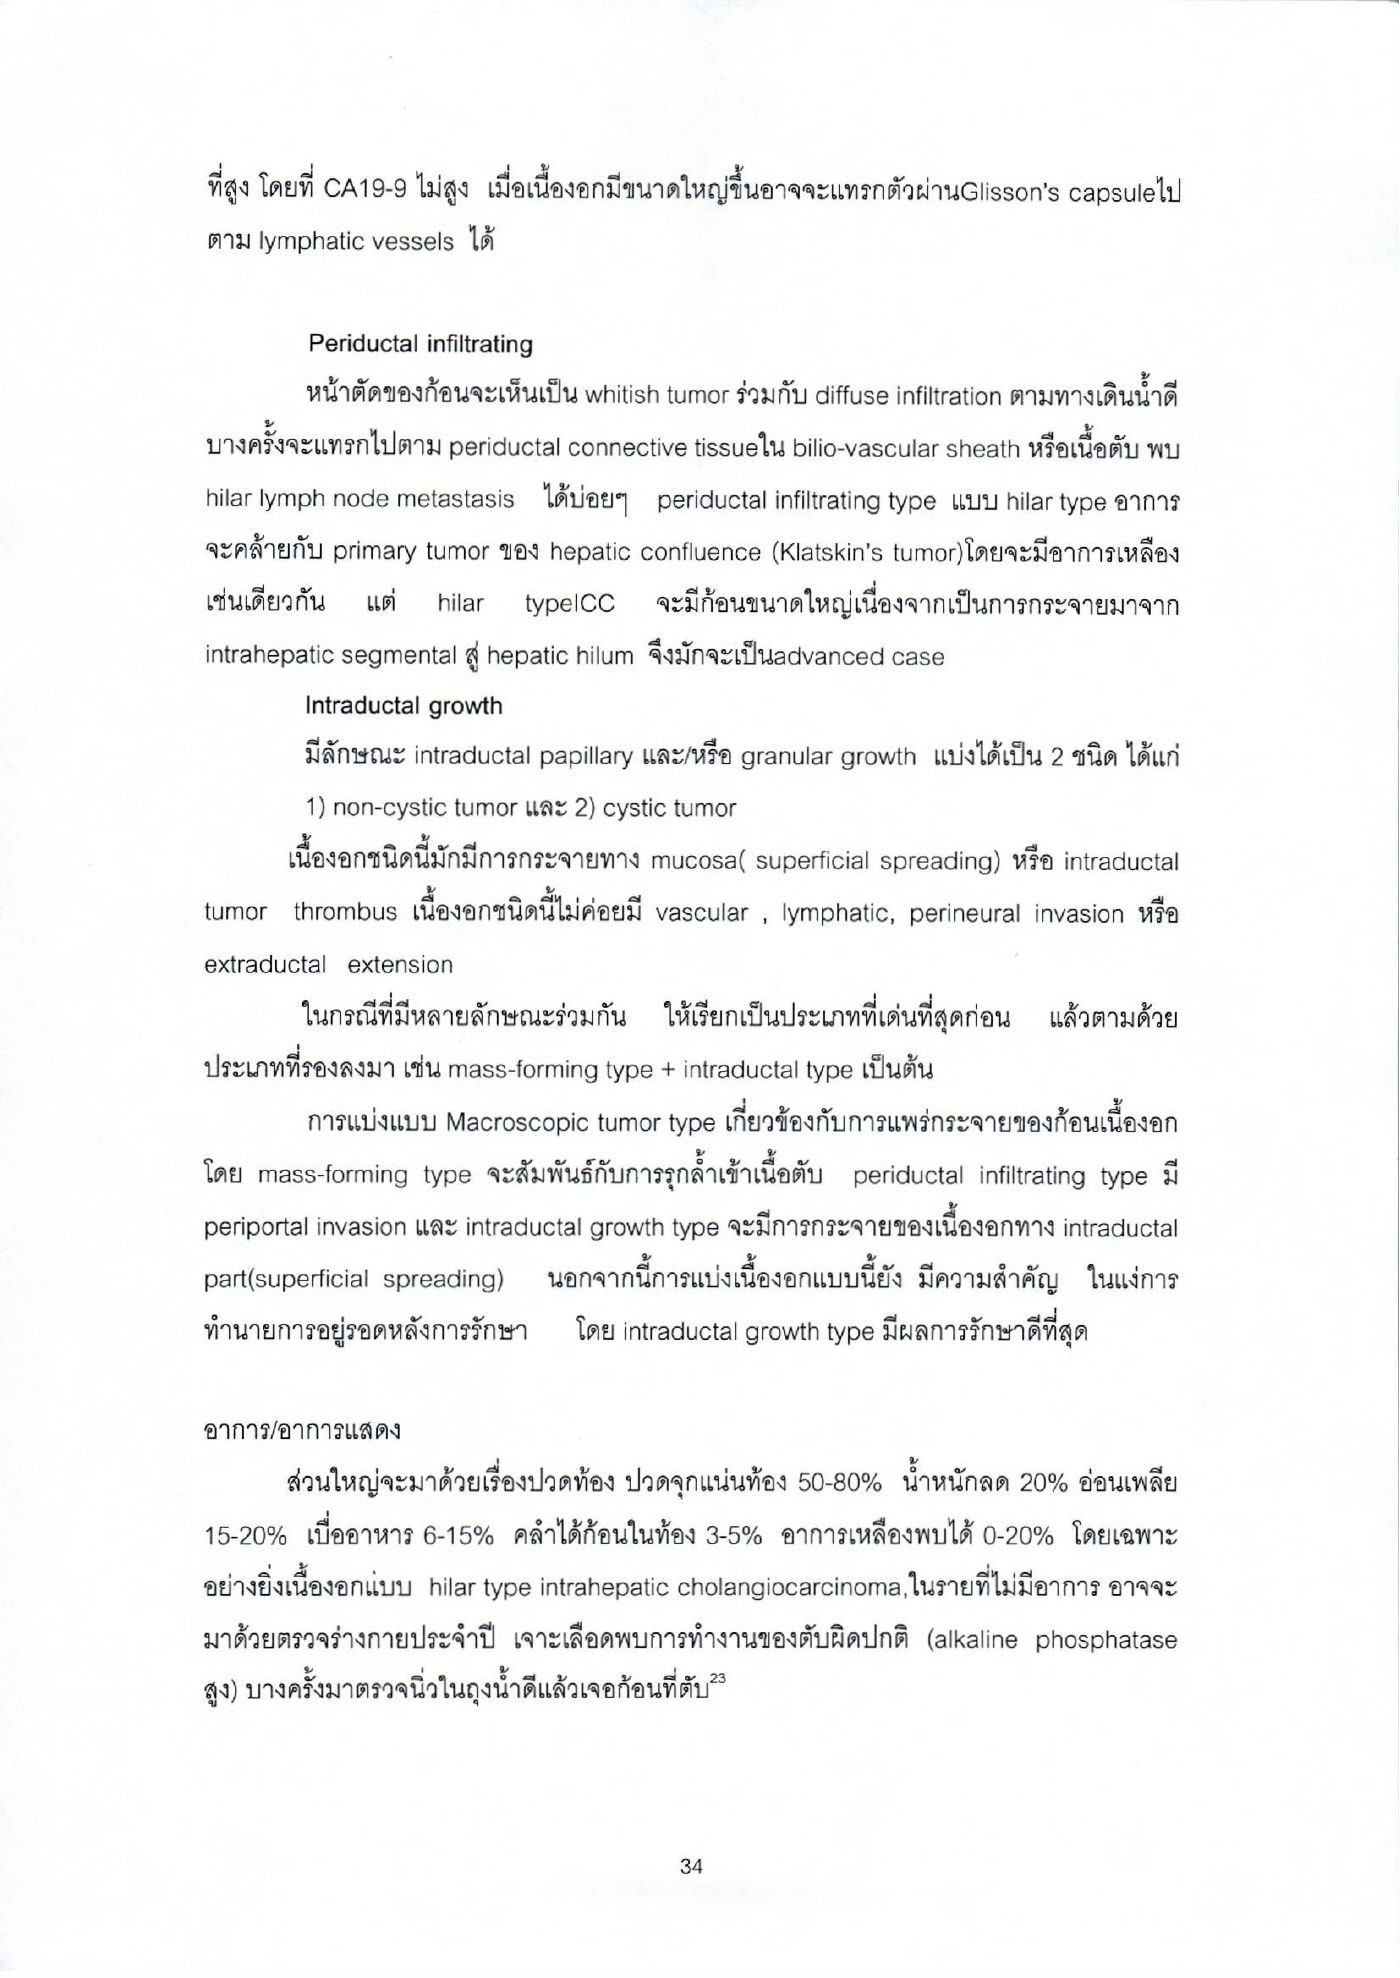 ที่สูง โดยที่ CA19-9 ไม่สูง เมื่อเนื้องอกมีขนาดใหญ่ขึ้นอาจจะแทรกตัวผ่านGlisson's capsuleไป
ตาม lymphatic vessels ได้
Periductal infiltrating
หน้าตัดของก้อนจะเห็นเป็น whitish tumor ร่วมกับ diffuse infiltration ตามทางเดินน้ำดี
บางครั้งจะแทรกไปตาม periductal connective tissueใน bilio-vascular sheath หรือเนื้อตับ พบ
hilar lymph node metastasis ได้บ่อยๆ periductal infiltrating type แบบ hilar type อาการ
จะคล้ายกับ primary tumor ของ hepatic confluence (Klatskin's tumor)โดยจะมีอาการเหลือง
เช่นเดียวกัน แต่ hilar typeICC จะมีก้อนขนาดใหญ่เนื่องจากเป็นการกระจายมาจาก
intrahepatic segmental สู่ hepatic hilum จึงมักจะเป็นadvanced case
Intraductal growth
มีลักษณะ intraductal papillary และ/หรือ granular growth แบ่งได้เป็น 2 ชนิด ได้แก่
1) non-cystic tumor และ 2) cystic tumor
เนื้องอกชนิดนี้มักมีการกระจายทาง mucosa( superficial spreading) หรือ intraductal
tumor thrombus เนื้องอกชนิดนี้ไม่ค่อยมี vascular , lymphatic, perineural invasion หรือ
extraductal extension
ในกรณีที่มีหลายลักษณะร่วมกัน ให้เรียกเป็นประเภทที่เด่นที่สุดก่อน แล้วตามด้วย
ประเภทที่รองลงมา เช่น mass-forming type + intraductal type เป็นต้น
การแบ่งแบบ Macroscopic tumor type เกี่ยวข้องกับการแพร่กระจายของก้อนเนื้องอก
โดย mass-forming type จะสัมพันธ์กับการรุกล้ำเข้าเนื้อตับ periductal infiltrating type มี
periportal invasion และ intraductal growth type จะมีการกระจายของเนื้องอกทาง intraductal
part(superficial spreading) นอกจากนี้การแบ่งเนื้องอกแบบนี้ยัง มีความสำคัญ ในแง่การ
ทำนายการอยู่รอดหลังการรักษา โดย intraductal growth type มีผลการรักษาดีที่สุด
อาการ/อาการแสดง
ส่วนใหญ่จะมาด้วยเรื่องปวดท้อง ปวดจุกแน่นท้อง 50-80% น้ำหนักลด 20% อ่อนเพลีย
15-20% เบื่ออาหาร 6-15% คลำได้ก้อนในท้อง 3-5% อาการเหลืองพบได้ 0-20% โดยเฉพาะ
อย่างยิ่งเนื้องอกแบบ hilar type intrahepatic cholangiocarcinoma,ในรายที่ไม่มีอาการ อาจจะ
มาด้วยตรวจร่างกายประจำปี เจาะเลือดพบการทำงานของตับผิดปกติ (alkaline phosphatase
สูง) บางครั้งมาตรวจนิ่วในถุงน้ำดีแล้วเจอก้อนที่ตับ23
34